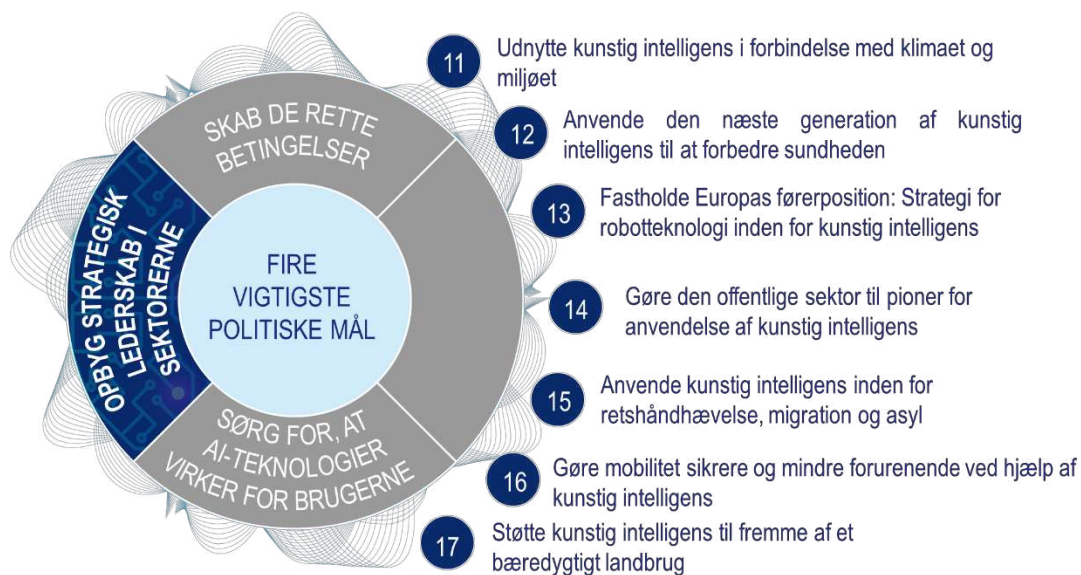 SKAB DE RETTE
BETINGELSER
OPBYG STRATEGISK
LEDERSKAB I
SEKTORERNE
FIRE
VIGTIGSTE
POLITISKE MÅL
SØRG FOR, AT
AI-TEKNOLOGIER
VIRKER FOR BRUGERNE
11
Udnytte kunstig intelligens i forbindelse med klimaet og
miljøet
12
Anvende den næste generation af kunstig
intelligens til at forbedre sundheden
13
Fastholde Europas førerposition: Strategi for
robotteknologi inden for kunstig intelligens
14
Gøre den offentlige sektor til pioner for
anvendelse af kunstig intelligens
15
Anvende kunstig intelligens inden for
retshåndhævelse, migration og asyl
16
Gøre mobilitet sikrere og mindre forurenende ved hjælp af
kunstig intelligens
17
Støtte kunstig intelligens til fremme af et
bæredygtigt landbrug